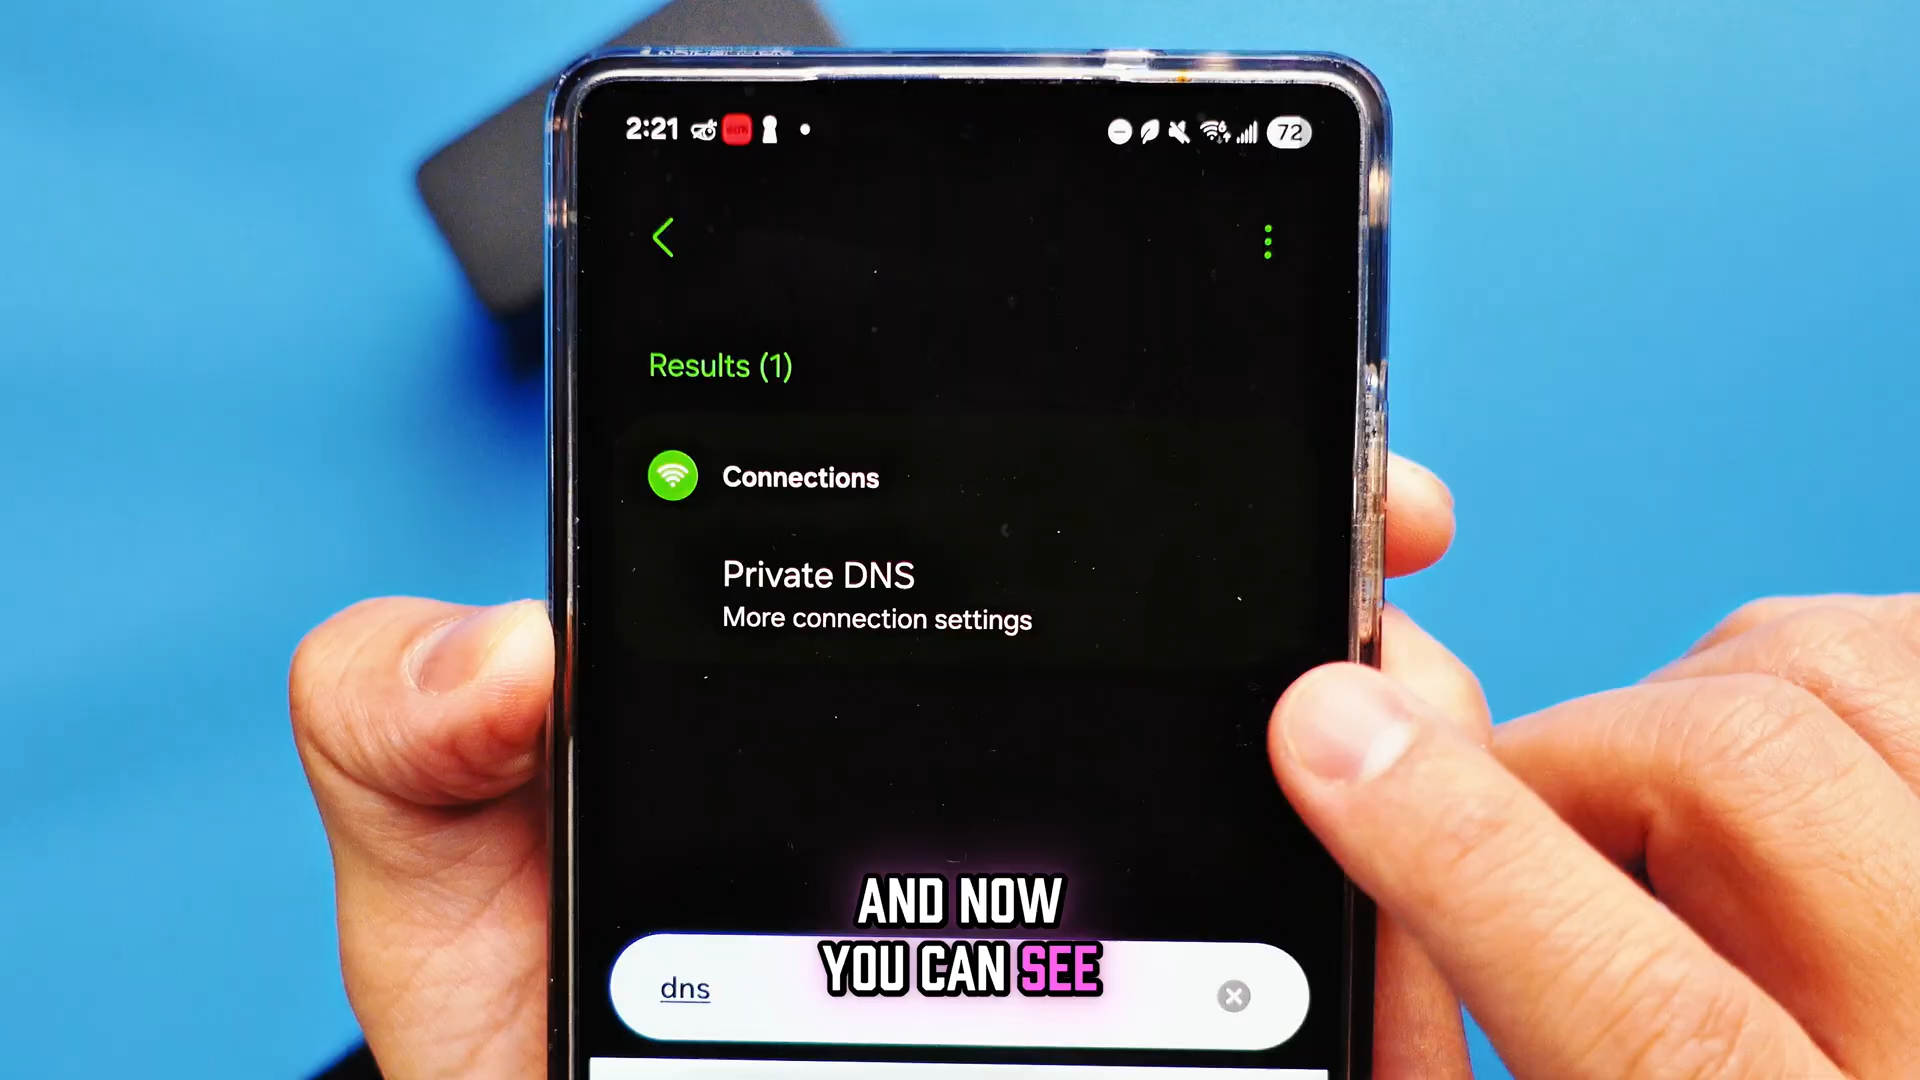 2:21
72
Results (1)
Connections
Private DNS
More connection settings
AND NOW
YOU CAN SEE
dns